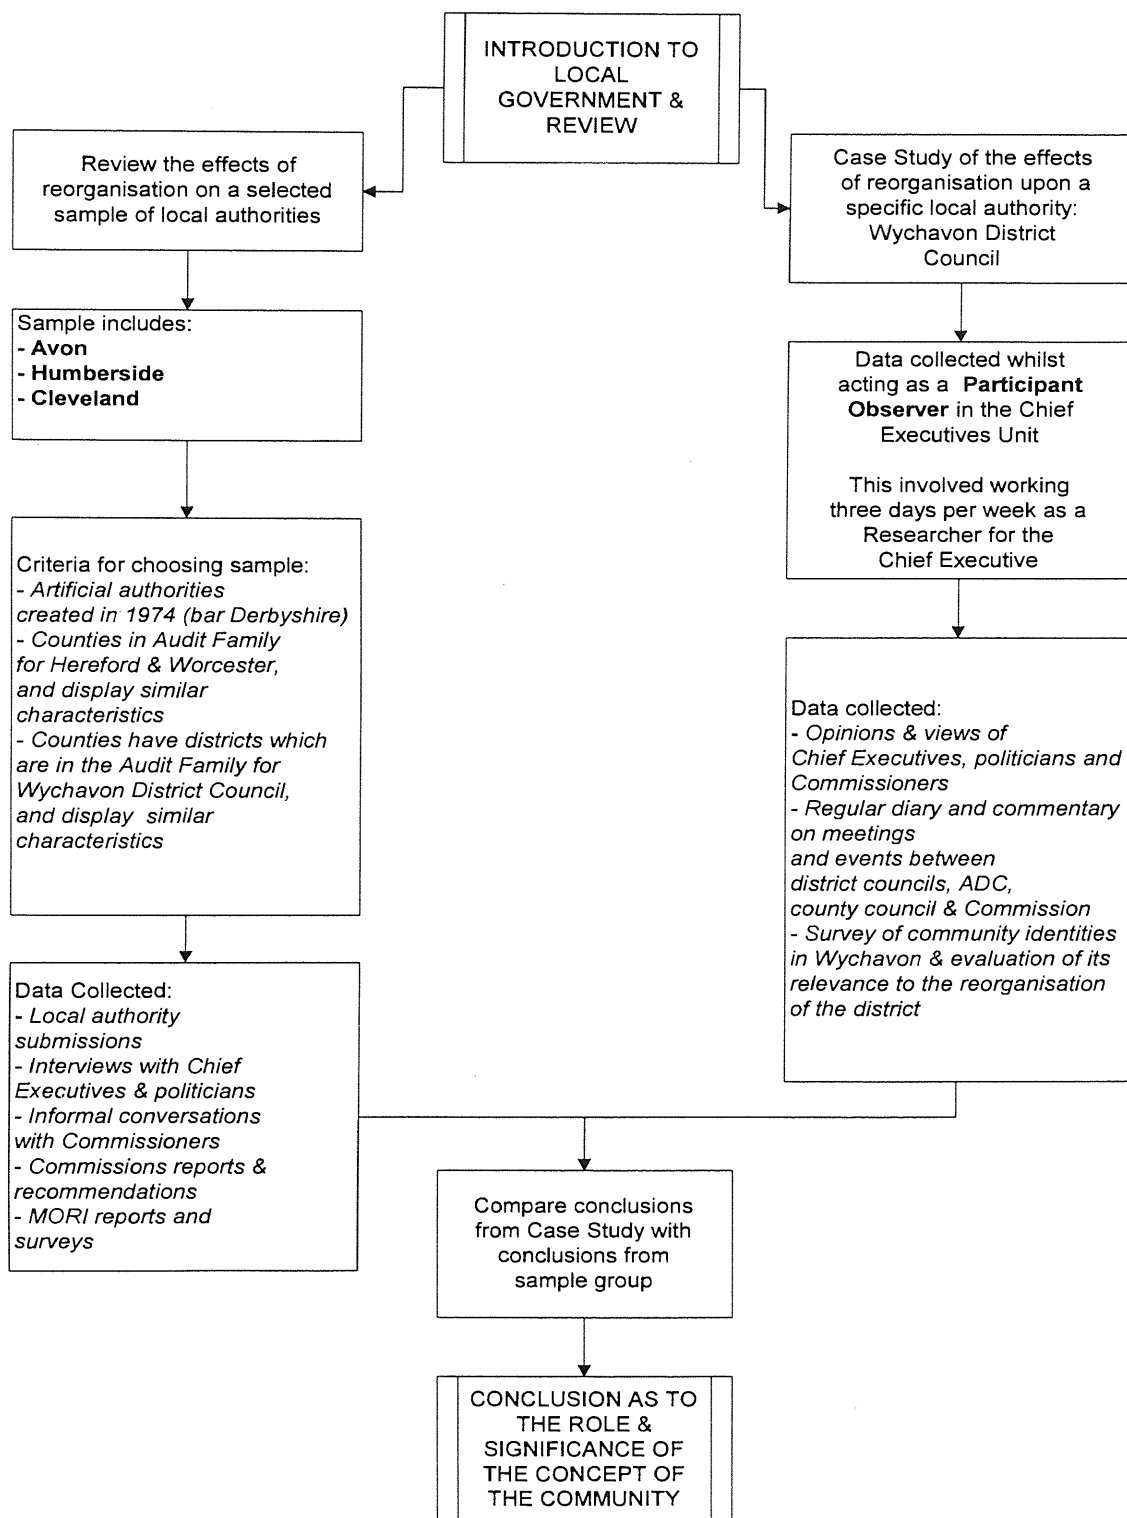 INTRODUCTION TO
LOCAL
GOVERNMENT &
REVIEW
Review the effects of
reorganisation on a selected
sample of local authorities
Sample includes:
- Avon
- Humberside
- Cleveland
Criteria for choosing sample:
- Artificial authorities
created in 1974 (bar Derbyshire)
- Counties in Audit Family
for Hereford & Worcester,
and display similar
characteristics
- Counties have districts which
are in the Audit Family for
Wychavon District Council,
and display similar
characteristics
Data Collected:
- Local authority
submissions
- Interviews with Chief
Executives & politicians
- Informal conversations
with Commissioners
- Commissions reports &
recommendations
- MORI reports and
surveys
Case Study of the effects
of reorganisation upon a
specific local authority:
Wychavon District
Council
Data collected whilst
acting as a Participant
Observer in the Chief
Executives Unit
This involved working
three days per week as a
Researcher for the
Chief Executive
Data collected:
- Opinions & views of
Chief Executives, politicians and
Commissioners
- Regular diary and commentary
on meetings
and events between
district councils, ADC,
county council & Commission
- Survey of community identities
in Wychavon & evaluation of its
relevance to the reorganisation
of the district
Compare conclusions
from Case Study with
conclusions from
sample group
CONCLUSION AS TO
THE ROLE &
SIGNIFICANCE OF
THE CONCEPT OF
THE COMMUNITY